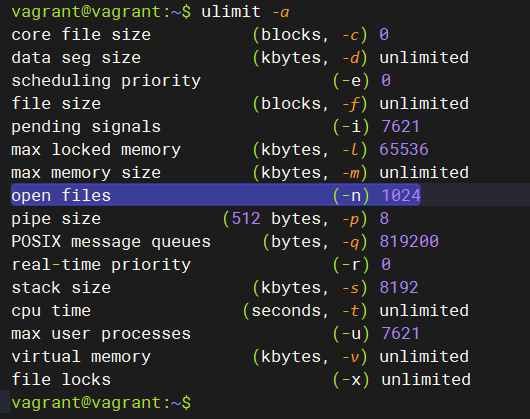 vagrant@vagrant:~$ ulimit -a
core file size          (blocks, -c) 0
data seg size           (kbytes, -d) unlimited
scheduling priority             (-e) 0
file size               (blocks, -f) unlimited
pending signals                 (-i) 7621
max locked memory       (kbytes, -l) 65536
max memory size         (kbytes, -m) unlimited
open files                      (-n) 1024
pipe size            (512 bytes, -p) 8
POSIX message queues     (bytes, -q) 819200
real-time priority              (-r) 0
stack size              (kbytes, -s) 8192
cpu time               (seconds, -t) unlimited
max user processes              (-u) 7621
virtual memory          (kbytes, -v) unlimited
file locks                      (-x) unlimited
vagrant@vagrant:~$